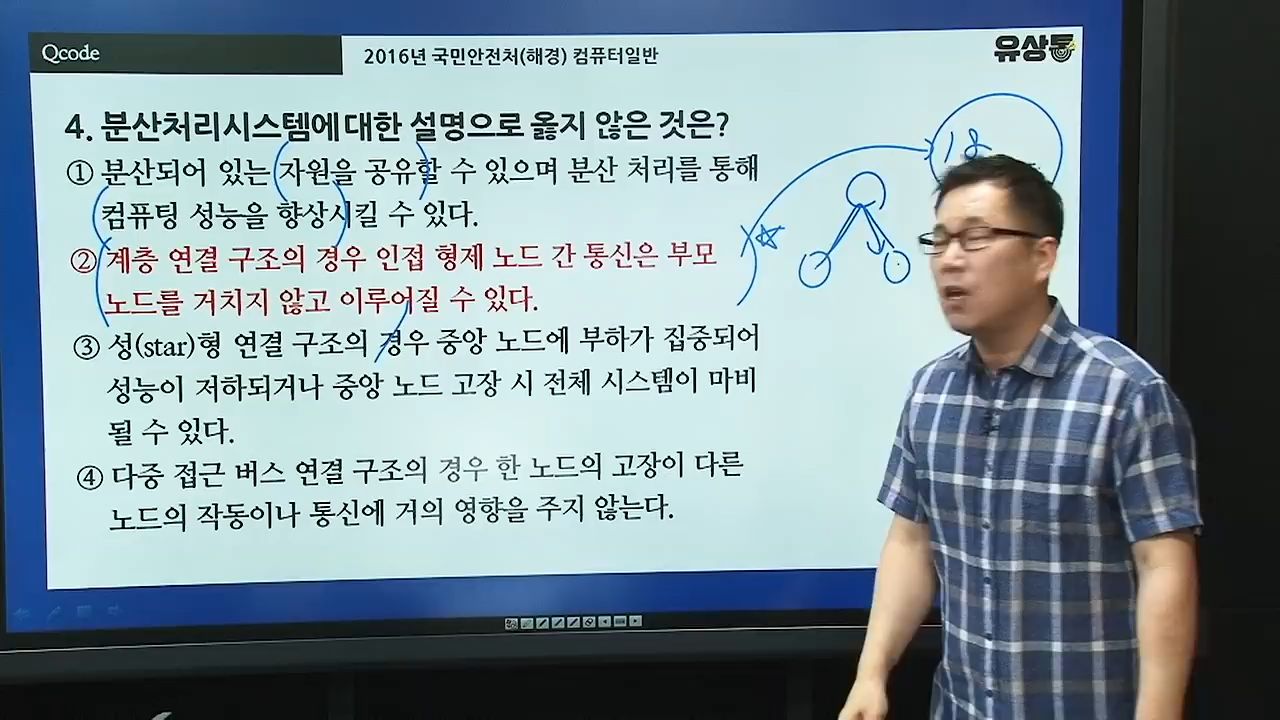 Qcode
2016년 국민안전처(해경) 컴퓨터일반
유상통
4. 분산처리시스템에 대한 설명으로 옳지 않은 것은?
① 분산되어 있는 자원을 공유할 수 있으며 분산 처리를 통해
컴퓨팅 성능을 향상시킬 수 있다.
② 계층 연결 구조의 경우 인접 형제 노드 간 통신은 부모
노드를 거치지 않고 이루어질 수 있다.
③ 성(star)형 연결 구조의 경우 중앙 노드에 부하가 집중되어
성능이 저하되거나 중앙 노드 고장 시 전체 시스템이 마비
될 수 있다.
④ 다중 접근 버스 연결 구조의 경우 한 노드의 고장이 다른
노드의 작동이나 통신에 거의 영향을 주지 않는다.